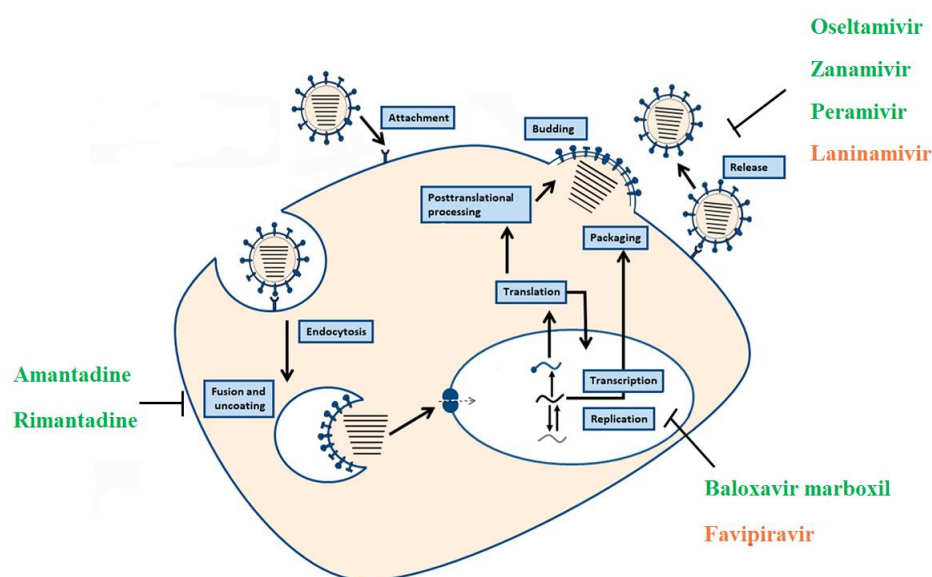 Oseltamivir
Zanamivir
Peramivir
Laninamivir
Attachment
Budding
Release
Posttranslational
processing
Packaging
Translation
Endocytosis
Amantadine
Rimantadine
Fusion and
uncoating
Transcription
Replication
Baloxavir marboxil
Favipiravir